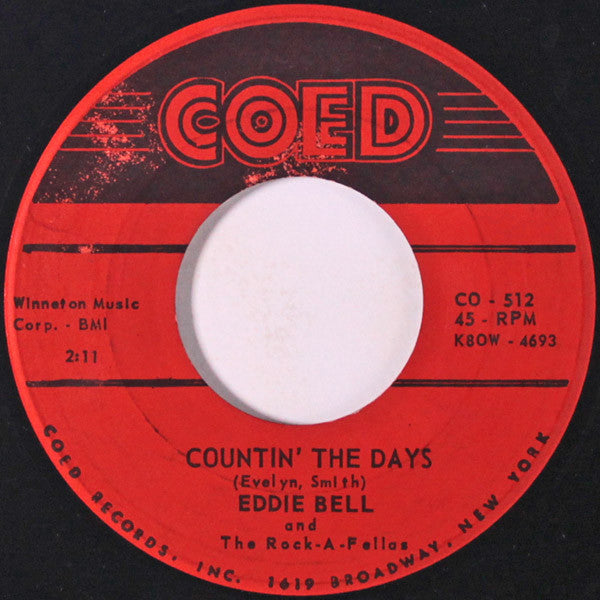 COED
Winneton Music
Corp. - BMI
2:11
CO - 512
45 - RPM
K8OW - 4693
COUNTIN' THE DAYS
(Evelyn, Smith)
EDDIE BELL
and
The Rock-A-Fellas
COED RECORDS, INC. 1619 BROADWAY, NEW YORK